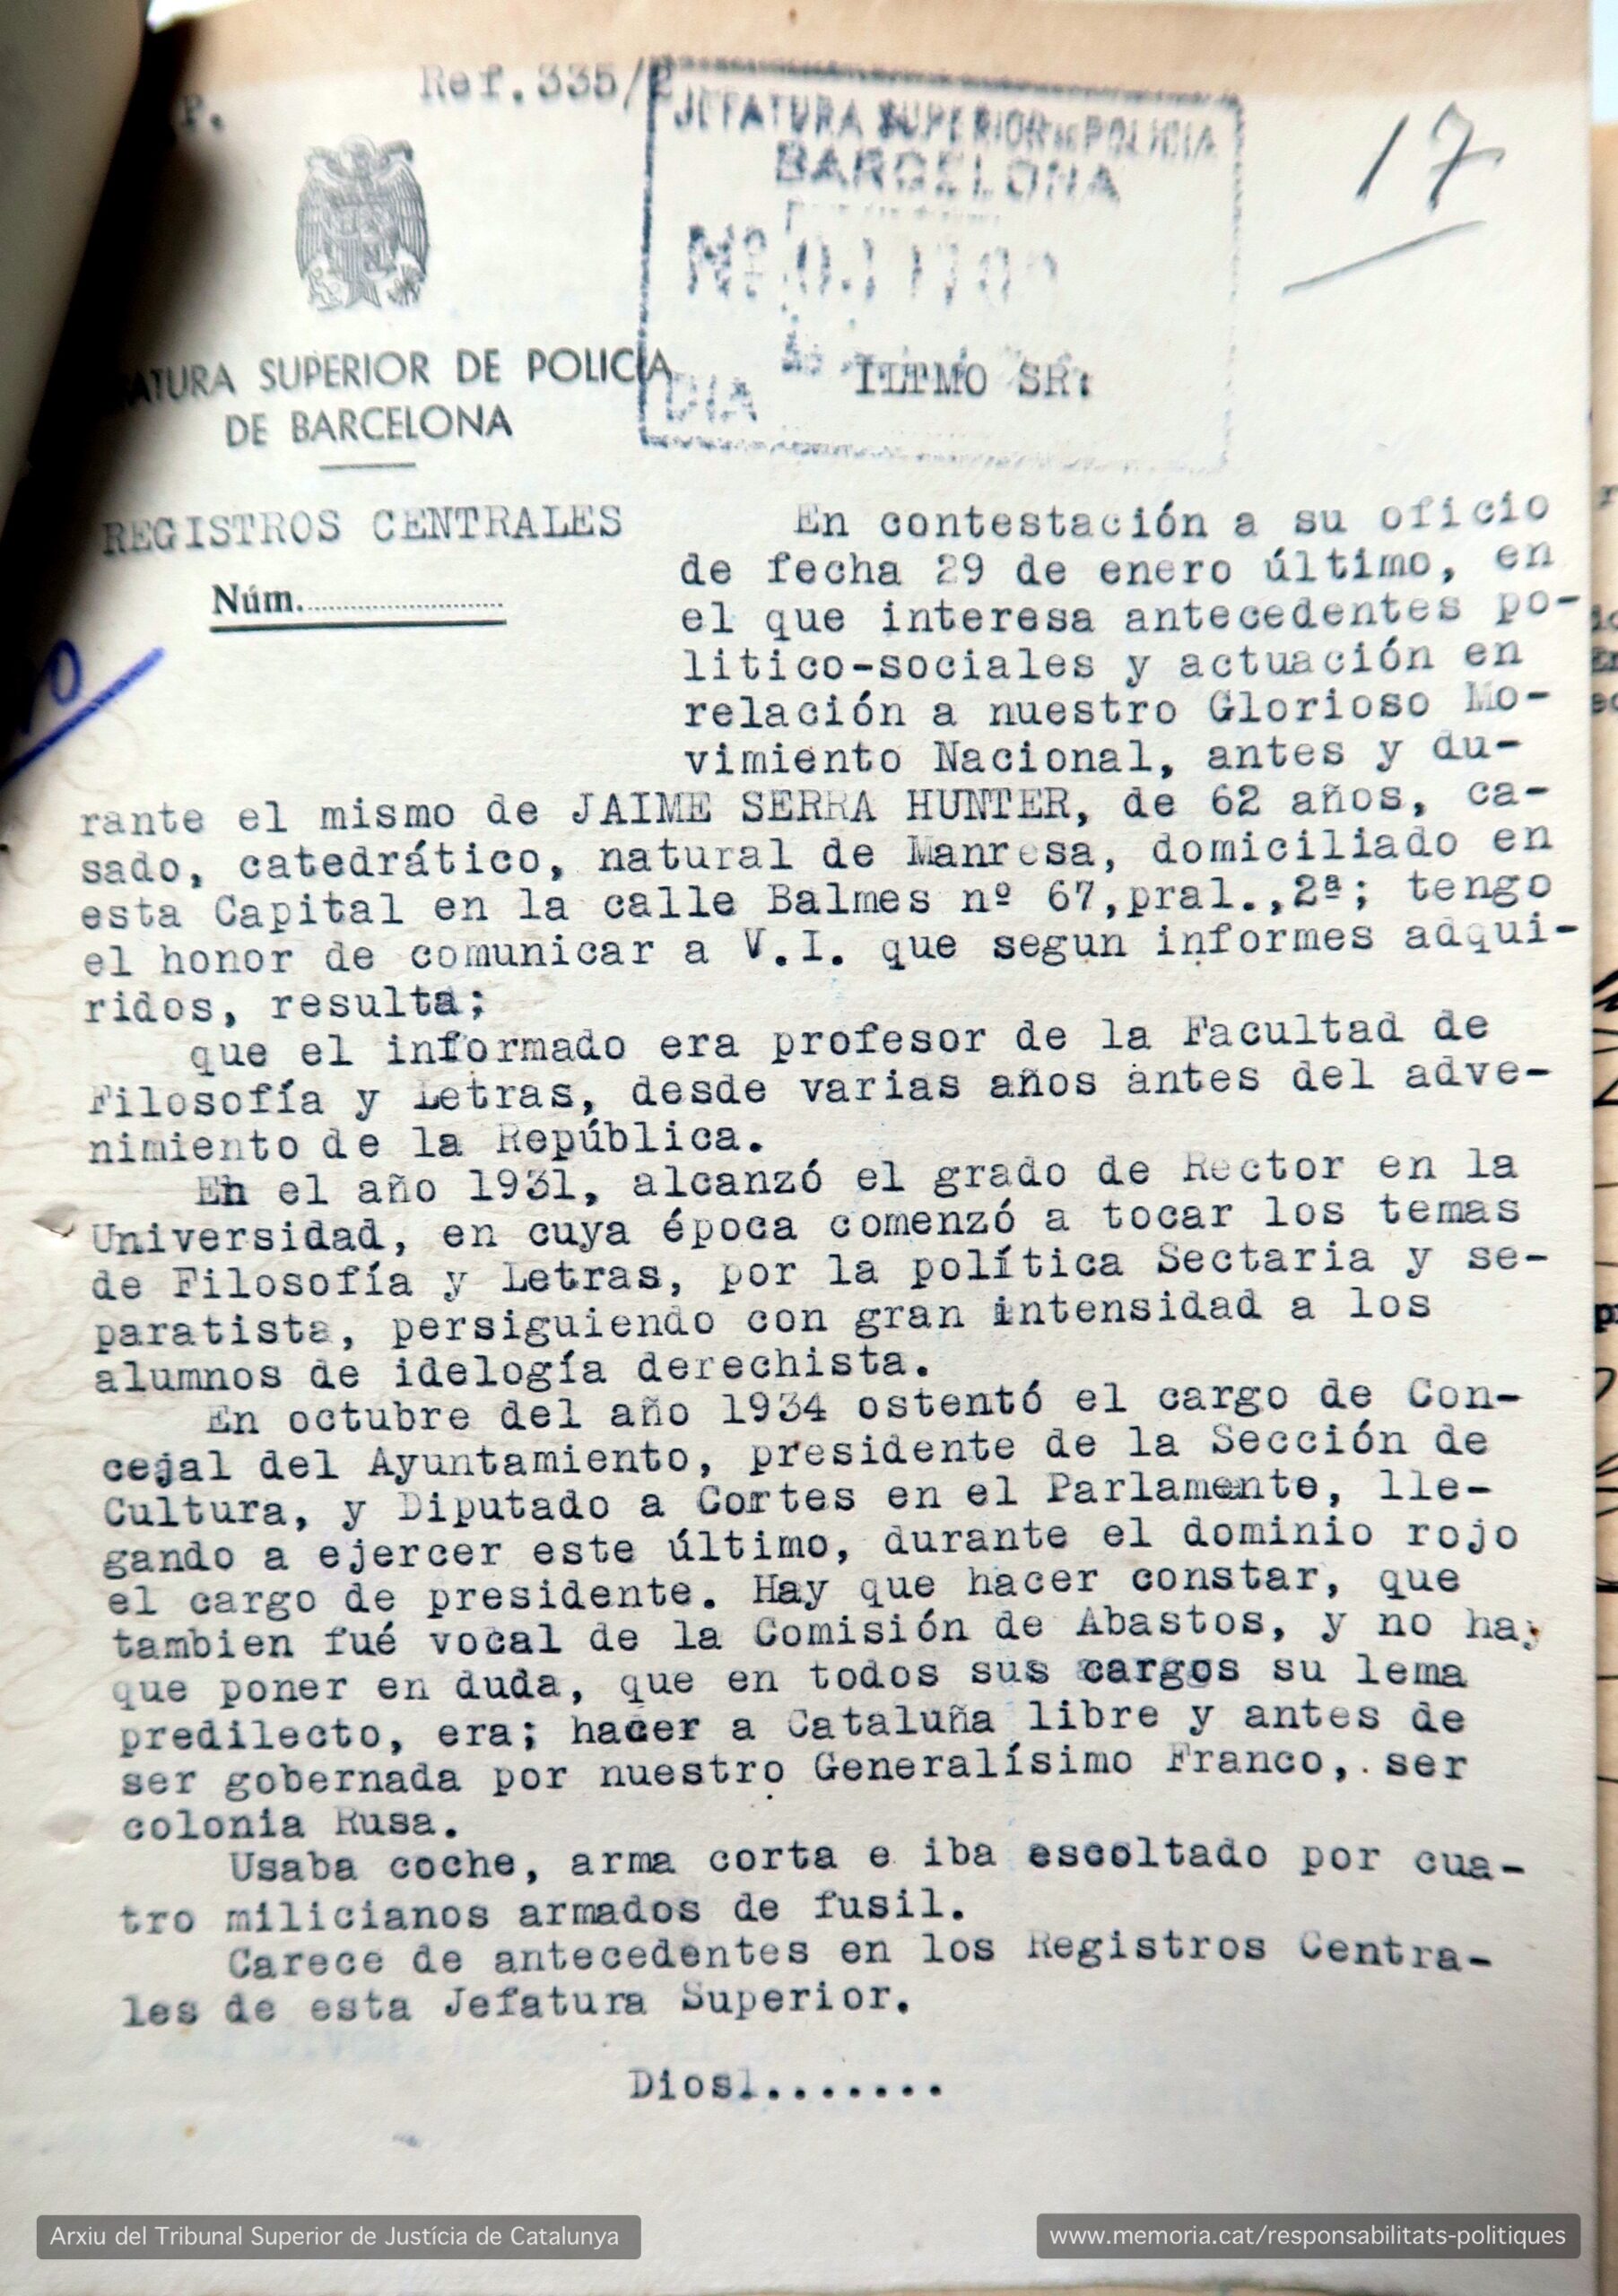 P.
Ref.335/
JEFATURA SUPERIOR DE POLICIA
BARCELONA
Nº
DIA
17
ILTMO SR:
ATURA SUPERIOR DE POLICÍA
DE BARCELONA
REGISTROS CENTRALES
Núm.
En contestación a su oficio
de fecha 29 de enero último, en
el que interesa antecedentes po-
litico-sociales y actuación en
relación a nuestro Glorioso Mo-
vimiento Nacional, antes y du-
rante el mismo de JAIME SERRA HUNTER, de 62 años, ca-
sado, catedrático, natural de Manresa, domiciliado en
esta Capital en la calle Balmes nº 67,pral.,2ª; tengo
el honor de comunicar a V.I. que segun informes adqui-
ridos, resulta;
que el informado era profesor de la Facultad de
Filosofía y Letras, desde varias años antes del adve-
nimiento de la República.
En el año 1931, alcanzó el grado de Rector en la
Universidad, en cuya época comenzó a tocar los temas
de Filosofía y Letras, por la política Sectaria y se-
paratista, persiguiendo con gran intensidad a los
alumnos de idelogía derechista.
En octubre del año 1934 ostentó el cargo de Con-
cejal del Ayuntamiento, presidente de la Sección de
Cultura, y Diputado a Cortes en el Parlamento, lle-
gando a ejercer este último, durante el dominio rojo
el cargo de presidente. Hay que hacer constar, que
tambien fué vocal de la Comisión de Abastos, y no hay
que poner en duda, que en todos sus cargos su lema
predilecto, era; hacer a Cataluña libre y antes de
ser gobernada por nuestro Generalísimo Franco,. ser
colonia Rusa.
Usaba coche, arma corta e iba escoltado por cua-
tro milicianos armados de fusil.
Carece de antecedentes en los Registros Centra-
les de esta Jefatura Superior.
Dios1.......
Arxiu del Tribunal Superior de Justícia de Catalunya
www.memoria.cat/responsabilitats-politiques